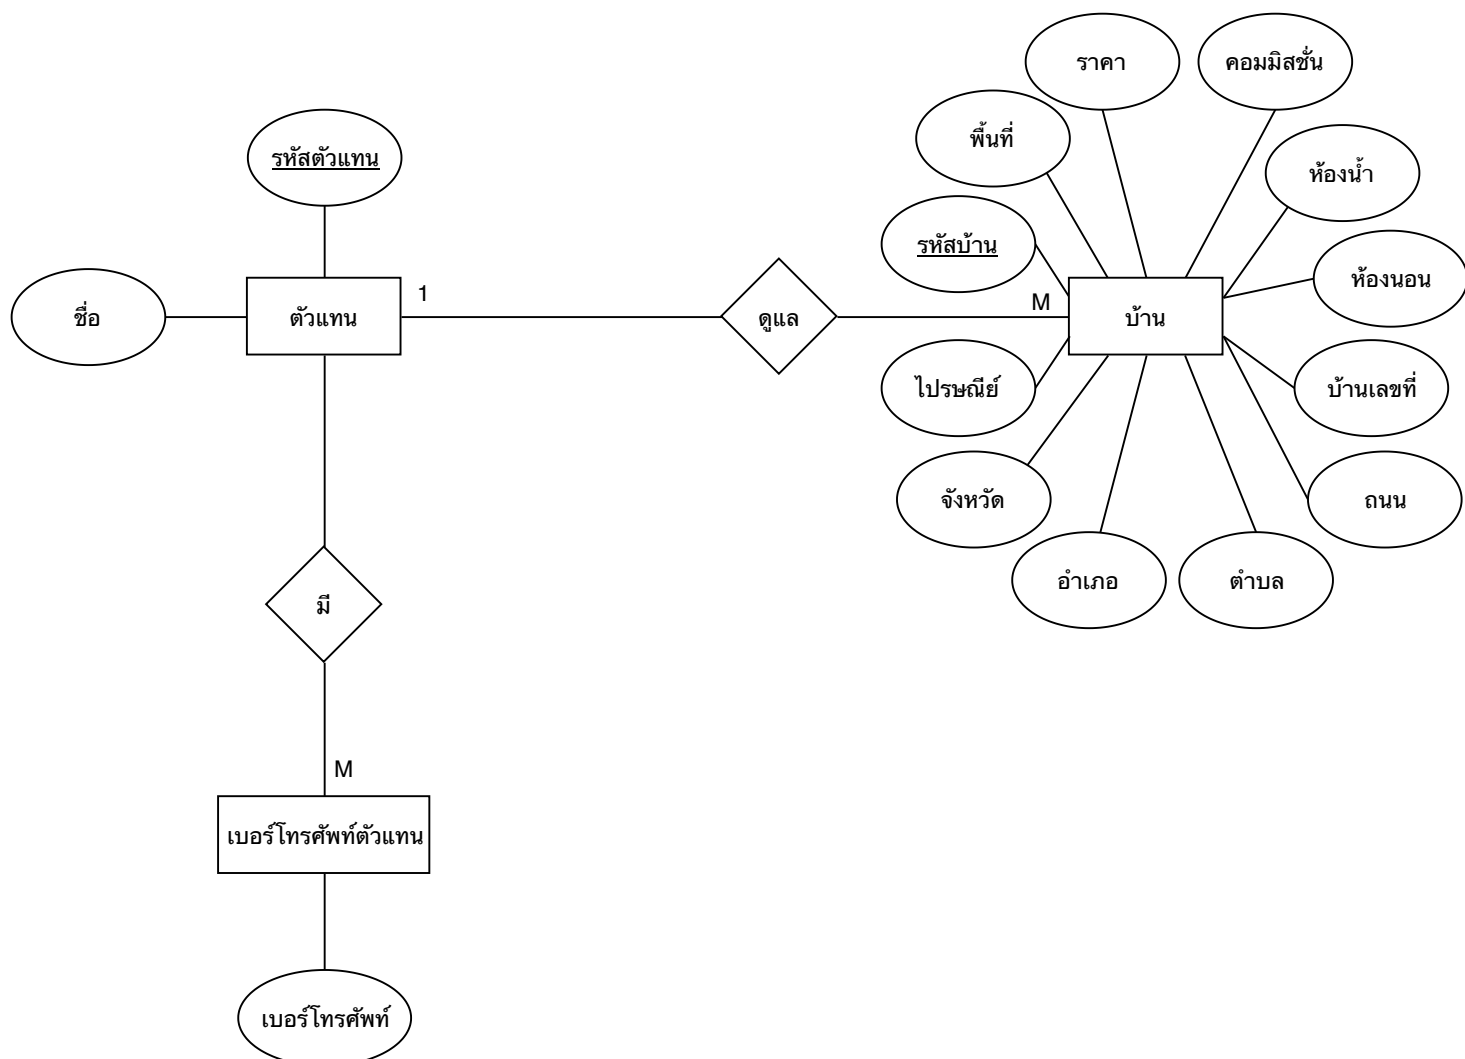 ราคา
คอมมิสชั่น
พื้นที่
รหัสตัวแทน
ห้องน้ำ
รหัสบ้าน
ห้องนอน
1
M
ชื่อ
ตัวแทน
ดูแล
บ้าน
ไปรษณีย์
บ้านเลขที่
จังหวัด
ถนน
อำเภอ
ตำบล
มี
M
เบอร์โทรศัพท์ตัวแทน
เบอร์โทรศัพท์